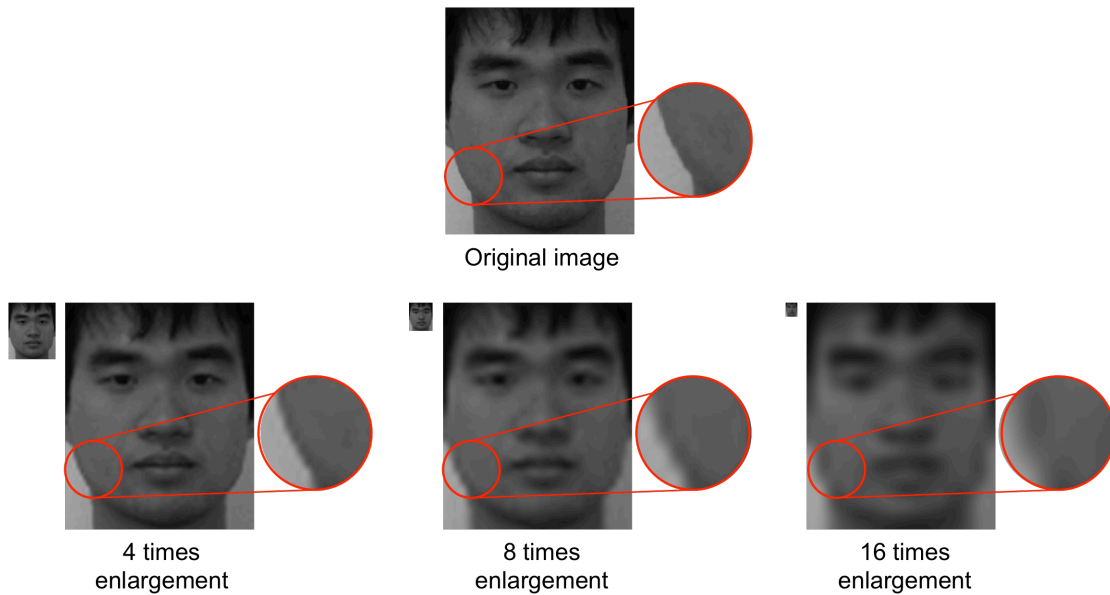 Original image
4 times
enlargement
8 times
enlargement
16 times
enlargement